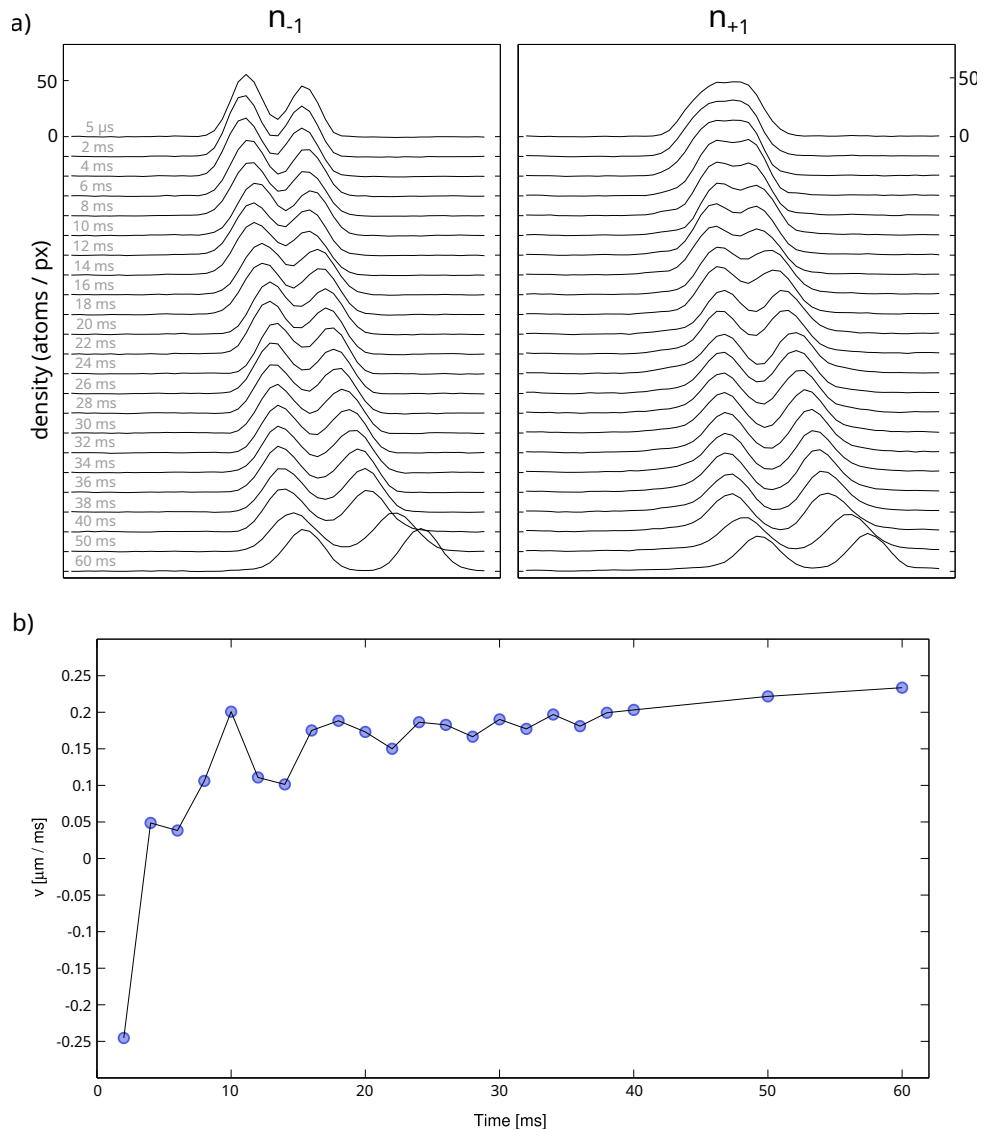 a)
n-1
n+1
50
0
50
0
density (atoms / px)
5 µs
2 ms
4 ms
6 ms
8 ms
10 ms
12 ms
14 ms
16 ms
18 ms
20 ms
22 ms
24 ms
26 ms
28 ms
30 ms
32 ms
34 ms
36 ms
38 ms
40 ms
50 ms
60 ms
b)
v [µm / ms]
0.25
0.2
0.15
0.1
0.05
0
-0.05
-0.1
-0.15
-0.2
-0.25
0 10 20 30 40 50 60
Time [ms]